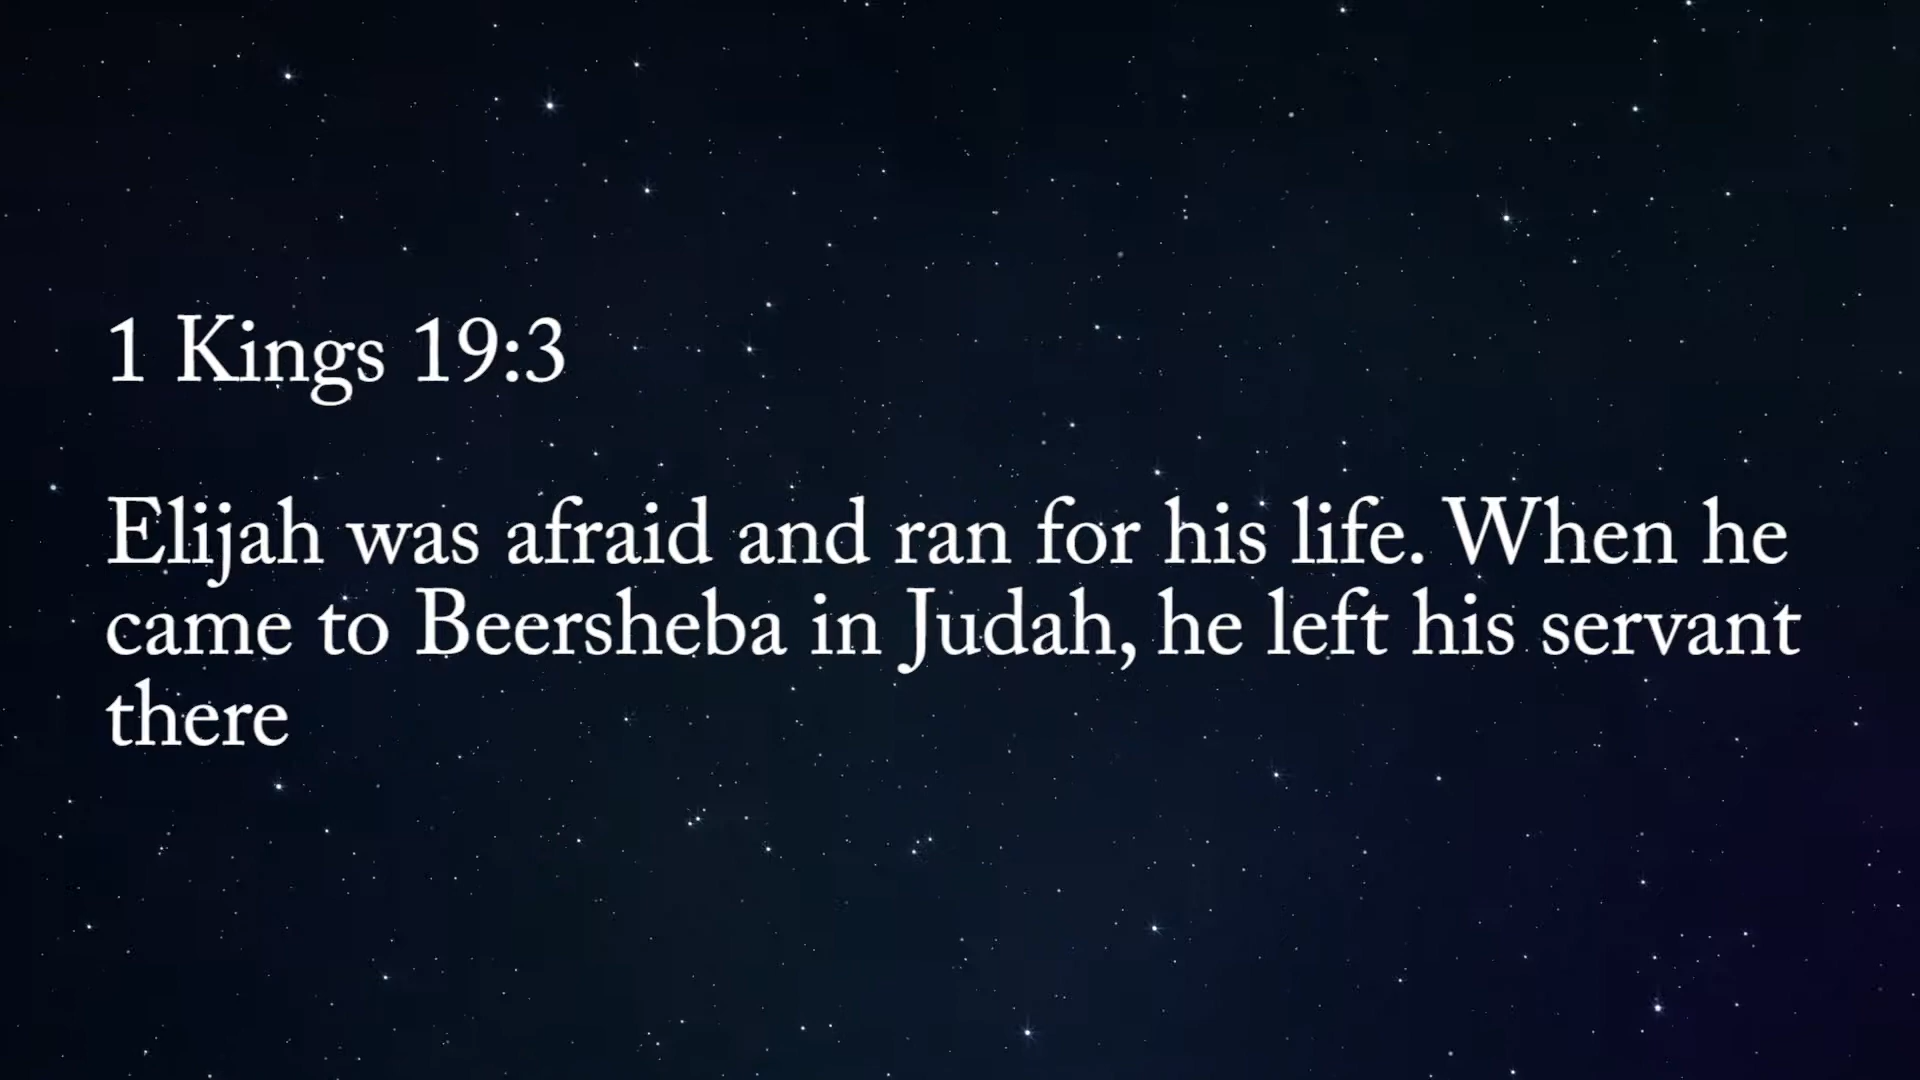 1 Kings 19:3
Elijah was afraid and ran for his life. When he
came to Beersheba in Judah, he left his servant
there